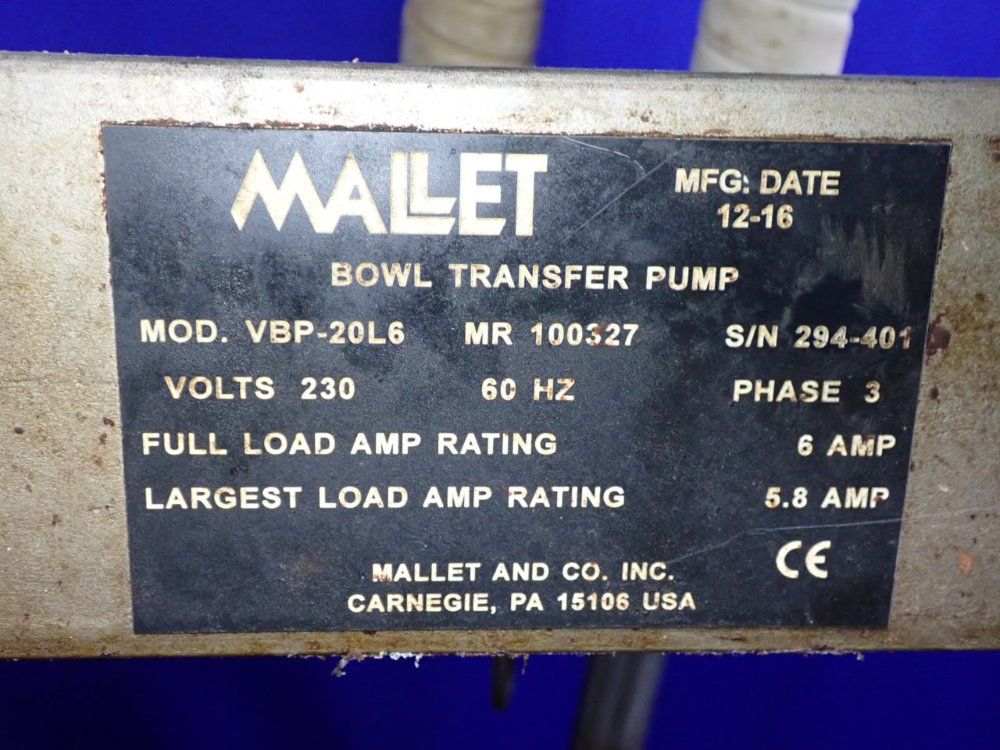 MALLET
MFG: DATE
12-16
BOWL TRANSFER PUMP
MOD. VBP-20L6 MR 100327 S/N 294-401
VOLTS 230 60 HZ PHASE 3
FULL LOAD AMP RATING 6 AMP
LARGEST LOAD AMP RATING 5.8 AMP
CE
MALLET AND CO. INC.
CARNEGIE, PA 15106 USA